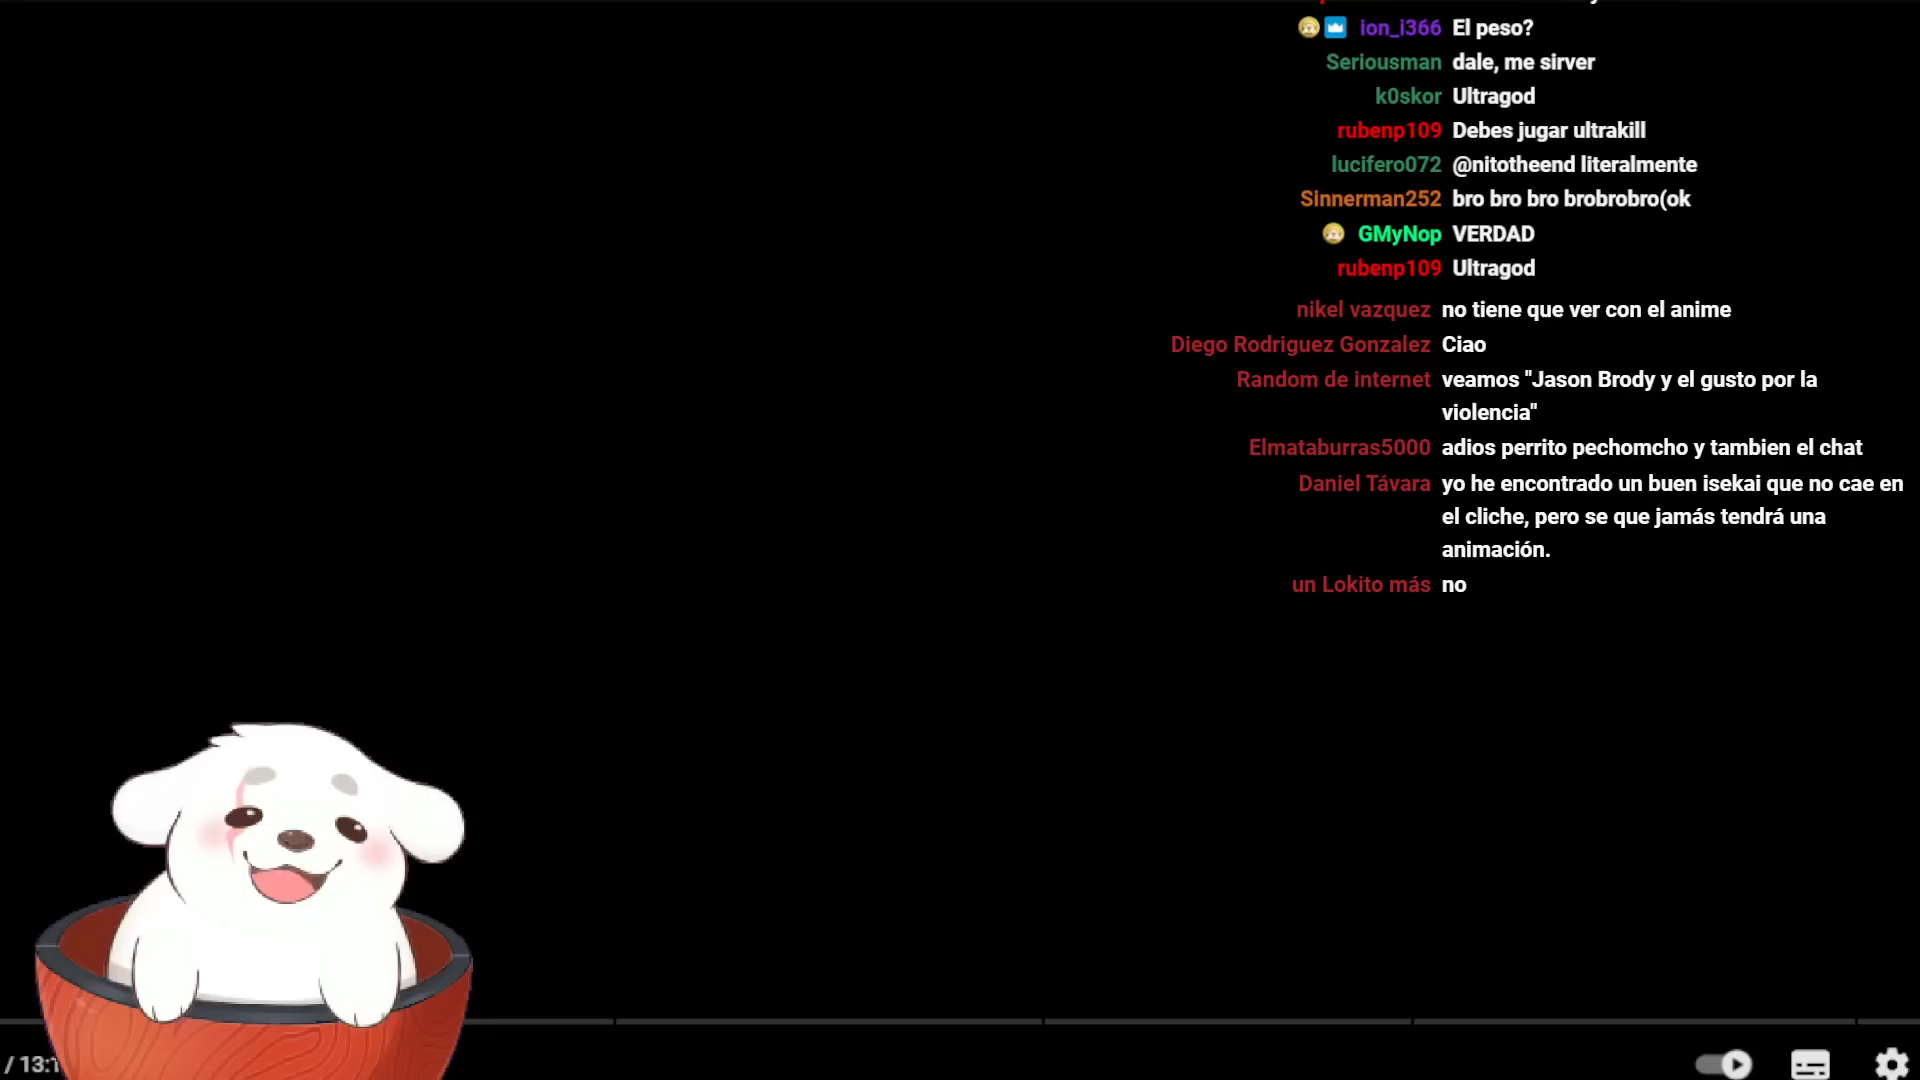 ion_i366 El peso?
Seriousman dale, me sirver
k0skor Ultragod
rubenp109 Debes jugar ultrakill
lucifero072 @nitotheend literalmente
Sinnerman252 bro bro bro brobrobro(ok
GMyNop VERDAD
rubenp109 Ultragod
nikel vazquez no tiene que ver con el anime
Diego Rodriguez Gonzalez Ciao
Random de internet veamos "Jason Brody y el gusto por la
violencia"
Elmataburras5000 adios perrito pechomcho y tambien el chat
Daniel Távara yo he encontrado un buen isekai que no cae en
el cliche, pero se que jamás tendrá una
animación.
un Lokito más no